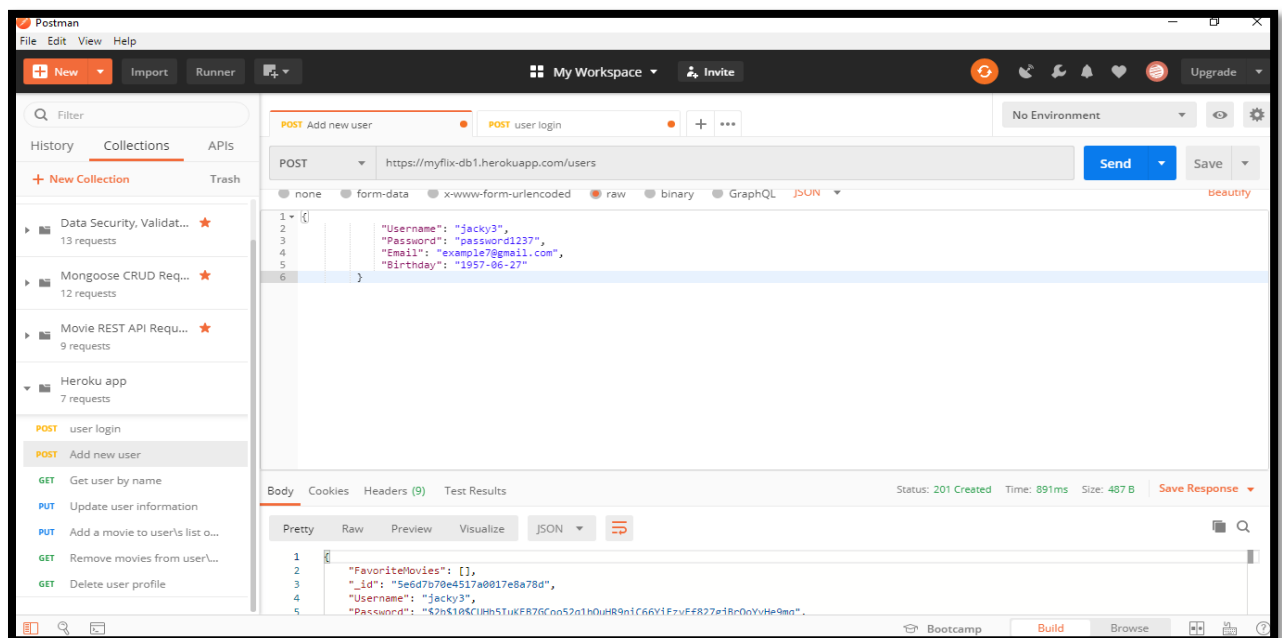 Postman
File Edit View Help
New Import Runner My Workspace Invite Upgrade
Filter
History Collections APIs
+ New Collection Trash
Data Security, Validat...
13 requests
Mongoose CRUD Req...
12 requests
Movie REST API Requ...
9 requests
Heroku app
7 requests
POST user login
POST Add new user
GET Get user by name
PUT Update user information
PUT Add a movie to user\s list o...
GET Remove movies from user\...
GET Delete user profile
POST Add new user POST user login + ••• No Environment
POST https://myflix-db1.herokuapp.com/users Send Save
none form-data x-www-form-urlencoded raw binary GraphQL JSON Beautify
1 {
2 "Username": "jacky3",
3 "Password": "password1237",
4 "Email": "example7@gmail.com",
5 "Birthday": "1957-06-27"
6 }
Body Cookies Headers (9) Test Results Status: 201 Created Time: 891ms Size: 487 B Save Response
Pretty Raw Preview Visualize JSON
1 {
2 "FavoriteMovies": [],
3 "_id": "5e6d7b70e4517a0017e8a78d",
4 "Username": "jacky3",
5 "Password":
Bootcamp Build Browse